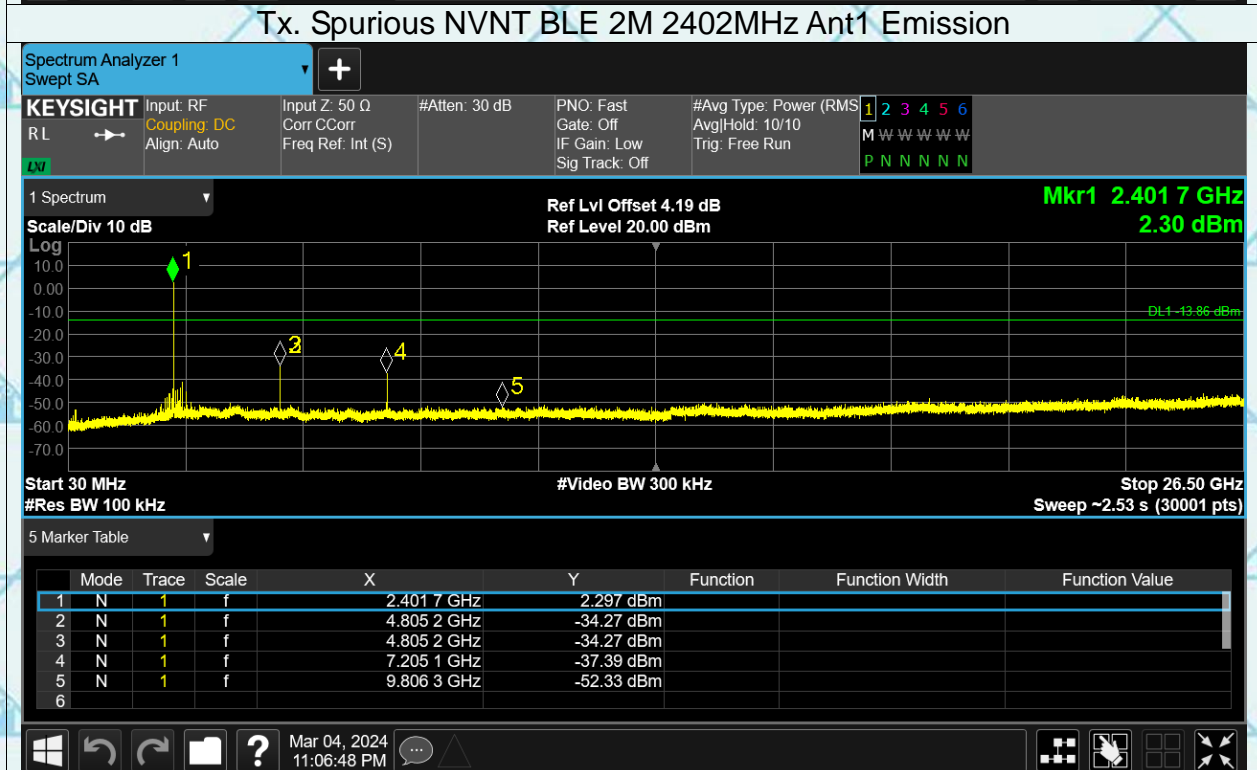 Tx. Spurious NVNT BLE 2M 2402MHz Ant1 Emission
Spectrum Analyzer 1
Swept SA
KEYSIGHT Input: RF Input Z: 50 Ω #Atten: 30 dB PNO: Fast #Avg Type: Power (RMS 1 2 3 4 5 6
RL Coupling: DC Corr CCorr Gate: Off Avg|Hold: 10/10 M W W W W W
Align: Auto Freq Ref: Int (S) IF Gain: Low Trig: Free Run
LXI Sig Track: Off P N N N N N
1 Spectrum Ref Lvl Offset 4.19 dB Mkr1 2.401 7 GHz
Scale/Div 10 dB Ref Level 20.00 dBm 2.30 dBm
Log
10.0 1
0.00
-10.0 DL1 -13.86 dBm
-20.0
-30.0 2 3 4
-40.0 5
-50.0
-60.0
-70.0
Start 30 MHz #Video BW 300 kHz Stop 26.50 GHz
#Res BW 100 kHz Sweep ~2.53 s (30001 pts)
5 Marker Table
Mode Trace Scale X Y Function Function Width Function Value
1 N 1 f 2.401 7 GHz 2.297 dBm
2 N 1 f 4.805 2 GHz -34.27 dBm
3 N 1 f 4.805 2 GHz -34.27 dBm
4 N 1 f 7.205 1 GHz -37.39 dBm
5 N 1 f 9.806 3 GHz -52.33 dBm
6
? Mar 04, 2024
11:06:48 PM